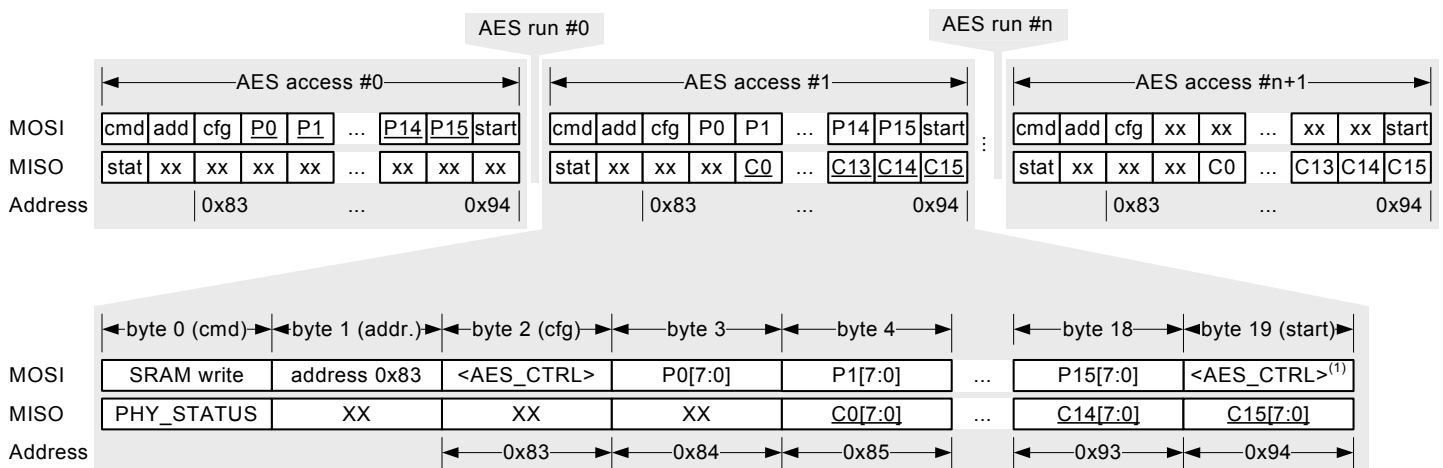 AES run #0 AES run #n
AES access #0 AES access #1 AES access #n+1
MOSI cmd add cfg P0 P1 ... P14 P15 start cmd add cfg P0 P1 ... P14 P15 start ... cmd add cfg xx xx ... xx xx start
MISO stat xx xx xx xx ... xx xx xx stat xx xx xx C0 ... C13 C14 C15 stat xx xx xx C0 ... C13 C14 C15
Address 0x83 ... 0x94 0x83 ... 0x94 0x83 ... 0x94
byte 0 (cmd) byte 1 (addr.) byte 2 (cfg) byte 3 byte 4 byte 18 byte 19 (start)
MOSI SRAM write address 0x83 <AES_CTRL> P0[7:0] P1[7:0] ... P15[7:0] <AES_CTRL>(1)
MISO PHY_STATUS XX XX XX C0[7:0] ... C14[7:0] C15[7:0]
Address 0x83 0x84 0x85 0x93 0x94